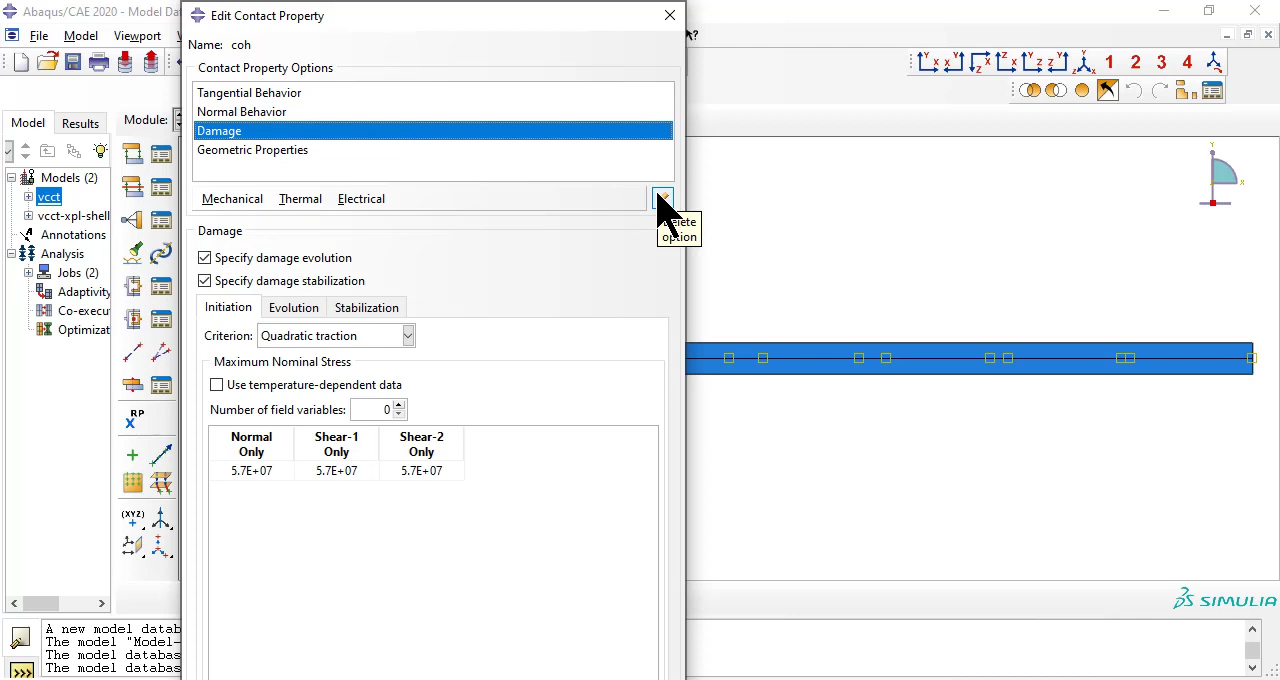 Abaqus/CAE 2020 - Model Da
File Model Viewport
Edit Contact Property
Name: coh
Contact Property Options
Tangential Behavior
Normal Behavior
Damage
Geometric Properties
Mechanical Thermal Electrical
option
Damage
Specify damage evolution
Specify damage stabilization
Initiation Evolution Stabilization
Criterion: Quadratic traction
Maximum Nominal Stress
Use temperature-dependent data
Number of field variables: 0
Normal Only Shear-1 Only Shear-2 Only
5.7E+07 5.7E+07 5.7E+07
Model Results Module:
Models (2)
vcct
vcct-xpl-shell
Annotations
Analysis
Jobs (2)
Adaptivity
Co-execu
Optimizat
RP
(XYZ)
1 2 3 4
Y
X
SIMULIA
A new model datab
The model "Model-
The model databas
The model databas